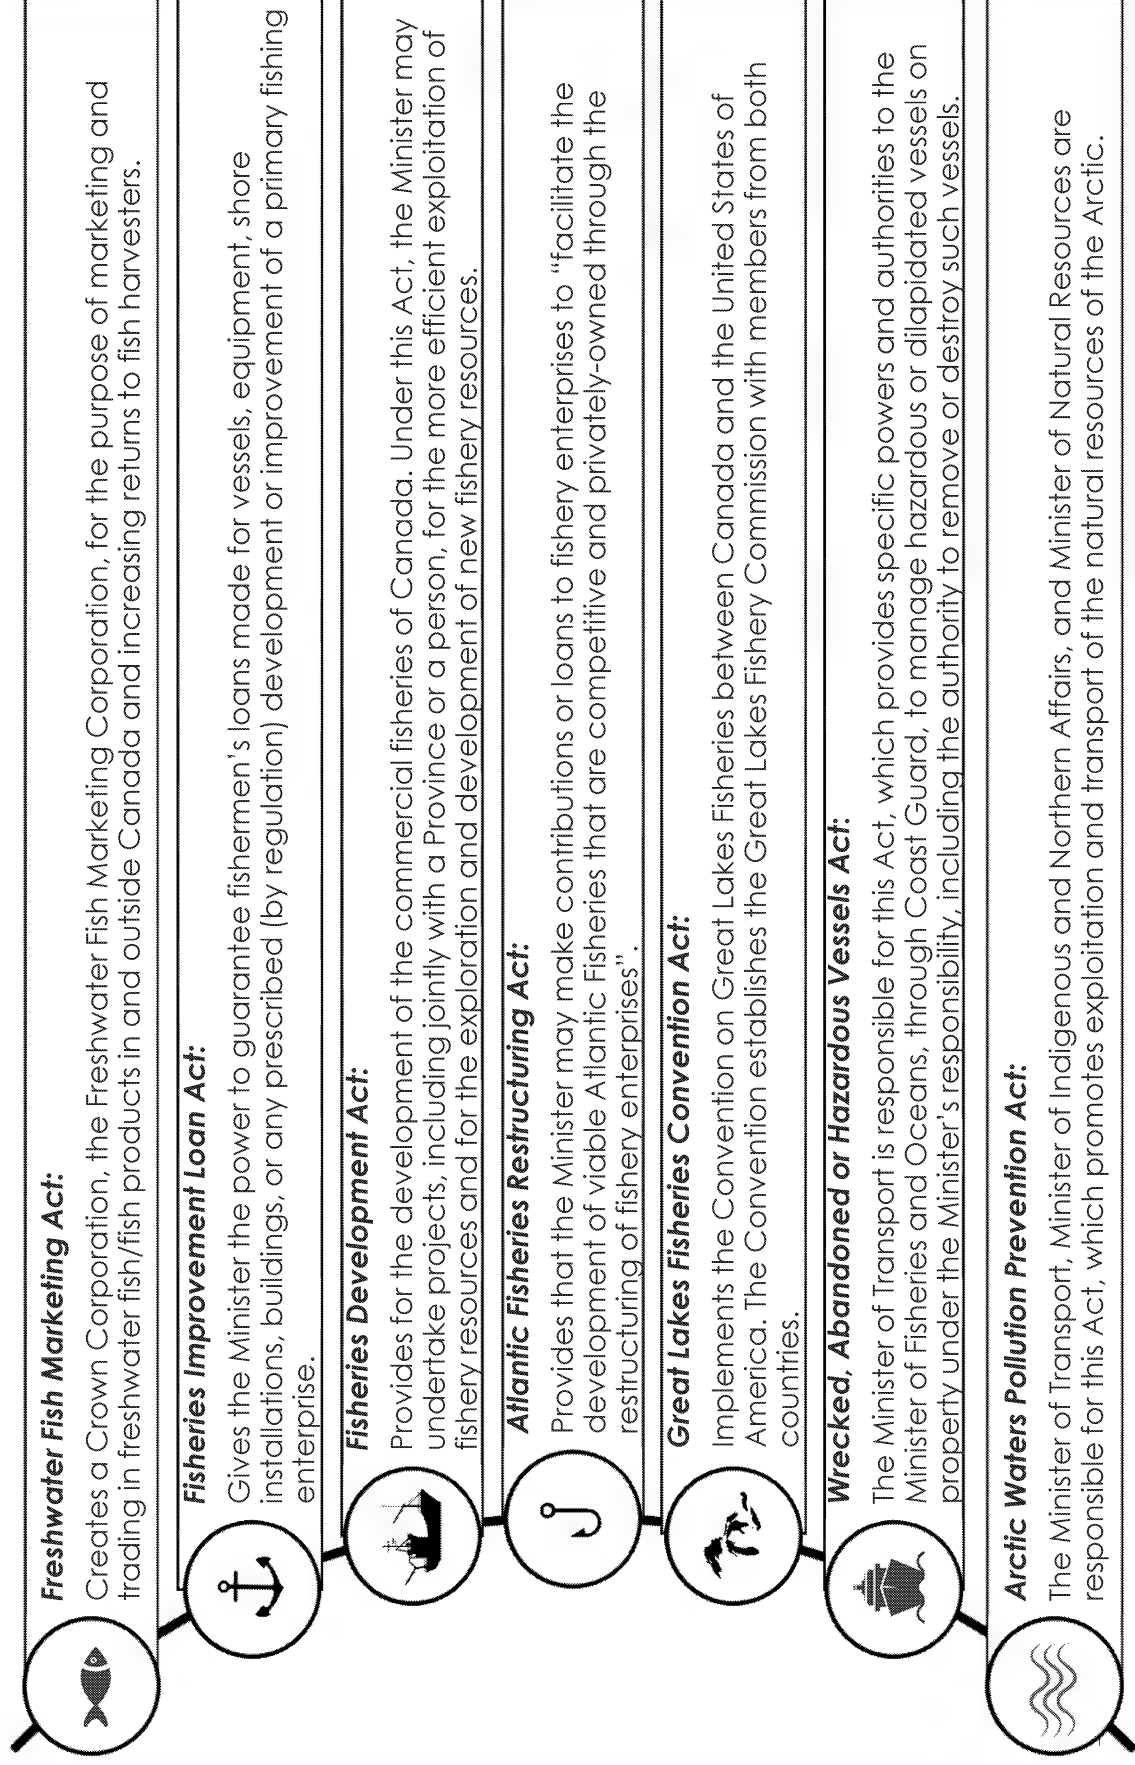 Freshwater Fish Marketing Act:
Creates a Crown Corporation, the Freshwater Fish Marketing Corporation, for the purpose of marketing and
trading in freshwater fish/fish products in and outside Canada and increasing returns to fish harvesters.
Fisheries Improvement Loan Act:
Gives the Minister the power to guarantee fishermen's loans made for vessels, equipment, shore
installations, buildings, or any prescribed (by regulation) development or improvement of a primary fishing
enterprise.
Fisheries Development Act:
Provides for the development of the commercial fisheries of Canada. Under this Act, the Minister may
undertake projects, including jointly with a Province or a person, for the more efficient exploitation of
fishery resources and for the exploration and development of new fishery resources.
Atlantic Fisheries Restructuring Act:
Provides that the Minister may make contributions or loans to fishery enterprises to “facilitate the
development of viable Atlantic Fisheries that are competitive and privately-owned through the
restructuring of fishery enterprises”.
Great Lakes Fisheries Convention Act:
Implements the Convention on Great Lakes Fisheries between Canada and the United States of
America. The Convention establishes the Great Lakes Fishery Commission with members from both
countries.
Wrecked, Abandoned or Hazardous Vessels Act:
The Minister of Transport is responsible for this Act, which provides specific powers and authorities to the
Minister of Fisheries and Oceans, through Coast Guard, to manage hazardous or dilapidated vessels on
property under the Minister's responsibility, including the authority to remove or destroy such vessels.
Arctic Waters Pollution Prevention Act:
The Minister of Transport, Minister of Indigenous and Northern Affairs, and Minister of Natural Resources are
responsible for this Act, which promotes exploitation and transport of the natural resources of the Arctic.